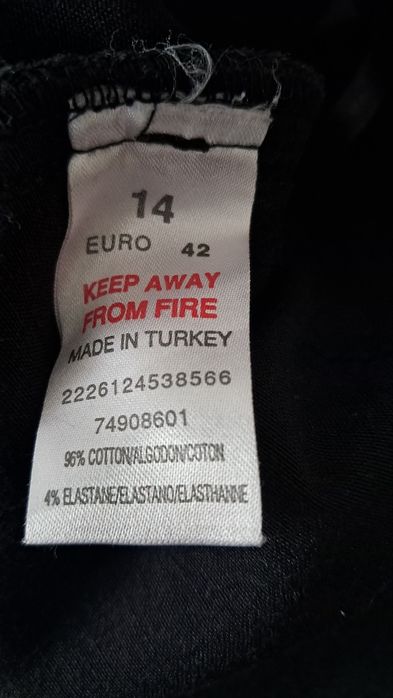 14
EURO 42
KEEP AWAY
FROM FIRE
MADE IN TURKEY
2226124538566
74908601
96% COTTON/ALGODON/COTON
4% ELASTANE/ELASTANO/ELASTHANNE